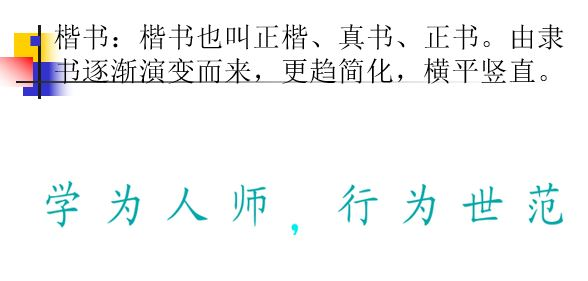 楷书：楷书也叫正楷、真书、正书。由隶
书逐渐演变而来，更趋简化，横平竖直。
学为人师，行为世范